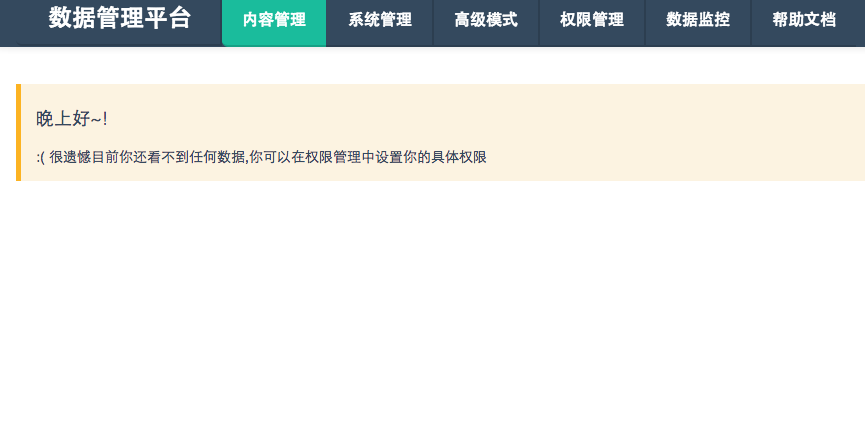 数据管理平台 内容管理 系统管理 高级模式 权限管理 数据监控 帮助文档
晚上好~!
:( 很遗憾目前你还看不到任何数据,你可以在权限管理中设置你的具体权限